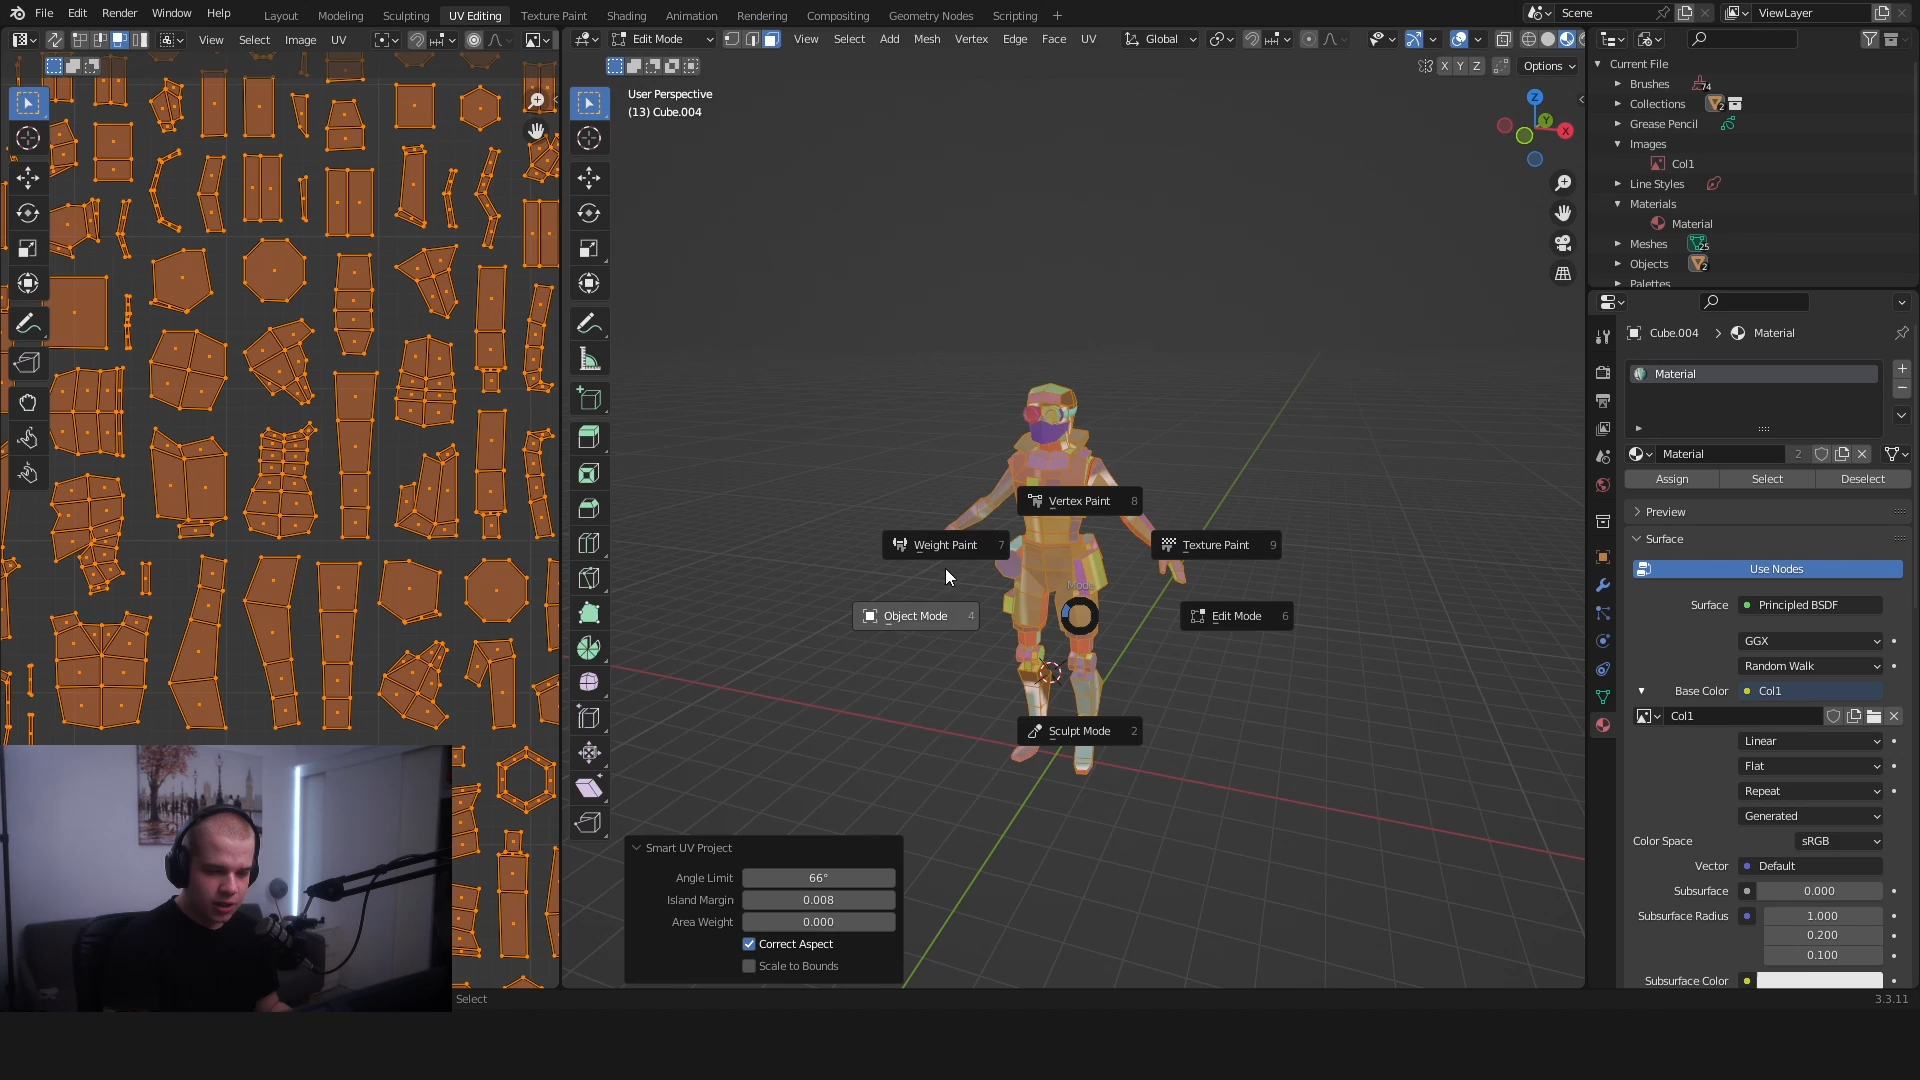 File Edit Render Window Help Layout Modeling Sculpting UV Editing Texture Paint Shading Animation Rendering Compositing Geometry Nodes Scripting Scene ViewLayer
View Select Image UV Edit Mode View Select Add Mesh Vertex Edge Face UV Global
X Y Z Options
User Perspective
(13) Cube.004
Z
Y
X
Current File
Brushes 74
Collections 2
Grease Pencil
Images
Col1
Line Styles
Materials
Material
Meshes 25
Objects 2
Palettes
Cube.004 Material
Material
Material 2
Assign Select Deselect
Preview
Surface
Use Nodes
Surface Principled BSDF
GGX
Random Walk
Base Color Col1
Col1
Linear
Flat
Repeat
Generated
Color Space sRGB
Vector Default
Subsurface 0.000
Subsurface Radius 1.000
0.200
0.100
Subsurface Color
Vertex Paint 8
Weight Paint 7
Texture Paint 9
Mode
Object Mode 4
Edit Mode 6
Sculpt Mode 2
Smart UV Project
Angle Limit 66°
Island Margin 0.008
Area Weight 0.000
Correct Aspect
Scale to Bounds
Select
3.3.11